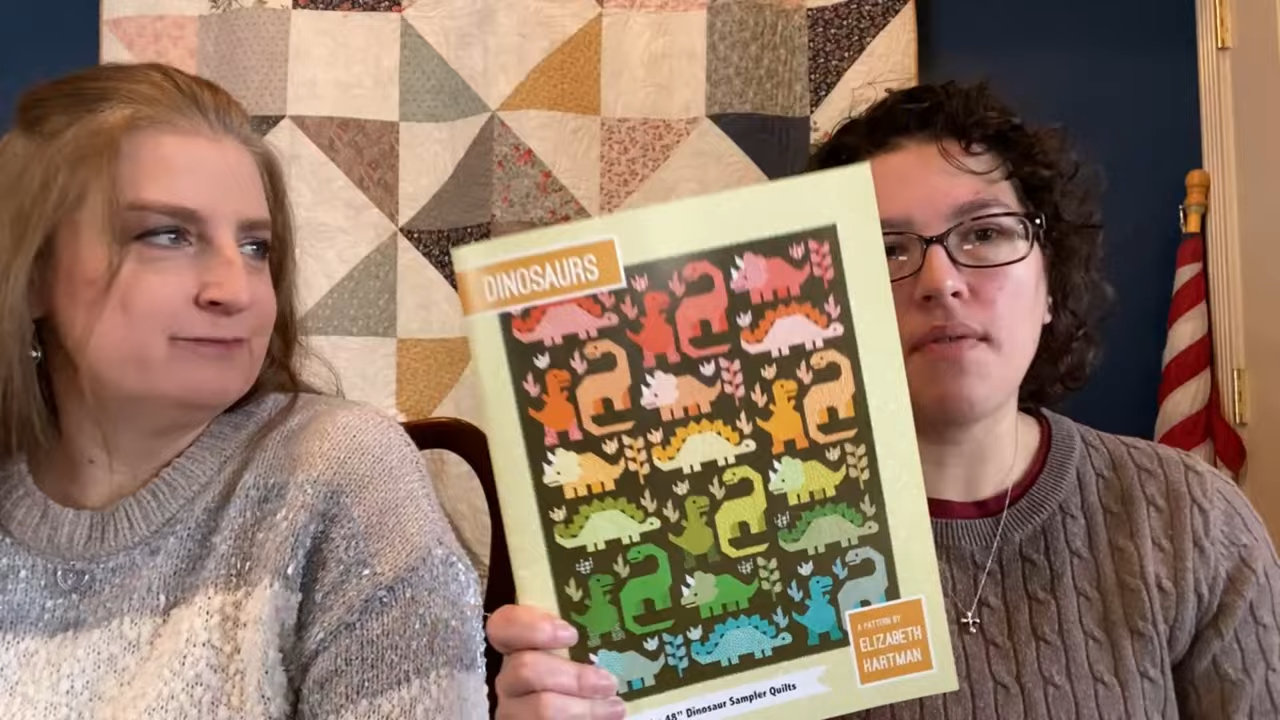 DINOSAURS
A PATTERN BY
ELIZABETH
HARTMAN
48" Dinosaur Sampler Quilts